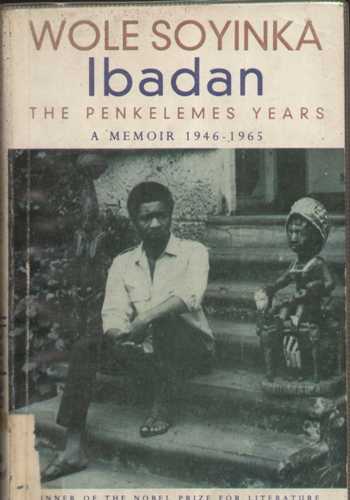 WOLE SOYINKA
Ibadan
THE PENKELEMES YEARS
A MEMOIR 1946-1965
INNER OF THE NOBEL PRIZE FOR LITERATURE